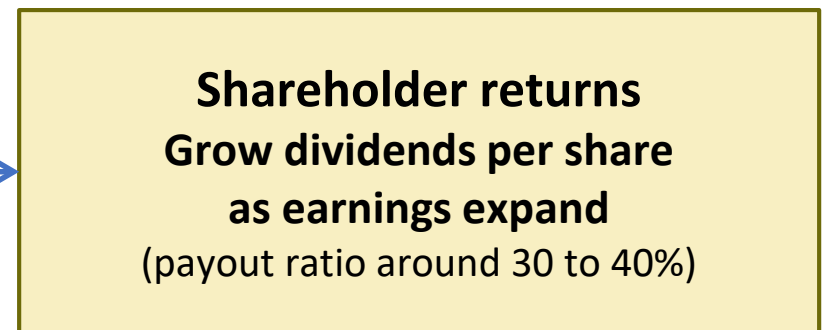 Shareholder returns
Grow dividends per share
as earnings expand
(payout ratio around 30 to 40%)